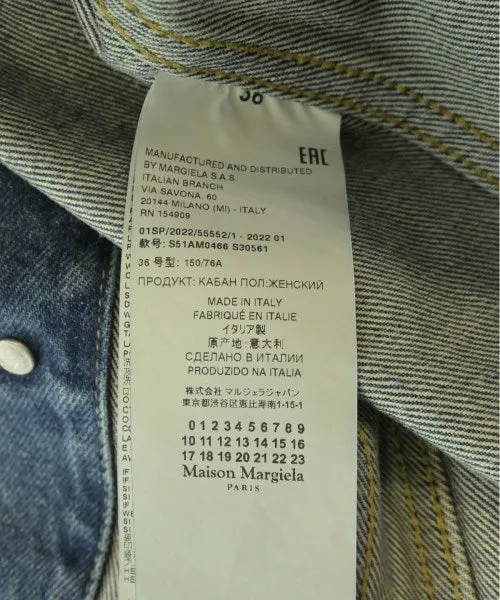 36
EAC
MANUFACTURED AND DISTRIBUTED
BY MARGIELA S.A.S.
ITALIAN BRANCH
VIA SAVONA, 60
20144 MILANO (MI) - ITALY
RN 154909
01SP/2022/55552/1 - 2022 01
款号: S51AM0466 S30561
36 号型: 150/76A
ПРОДУКТ: КАБАН ПОЛ:ЖЕНСКИЙ
MADE IN ITALY
FABRIQUÉ EN ITALIE
イタリア製
原产地:意大利
СДЕЛАНО В ИТАЛИИ
PRODUZIDO NA ITALIA
株式会社 マルジェラジャパン
東京都渋谷区恵比寿南1-15-1
0 1 2 3 4 5 6 7 8 9
10 11 12 13 14 15 16
17 18 19 20 21 22 23
Maison Margiela
PARIS